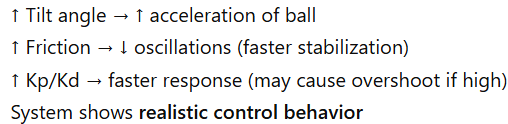 ↑ Tilt angle → ↑ acceleration of ball
↑ Friction → ↓ oscillations (faster stabilization)
↑ Kp/Kd → faster response (may cause overshoot if high)
System shows realistic control behavior